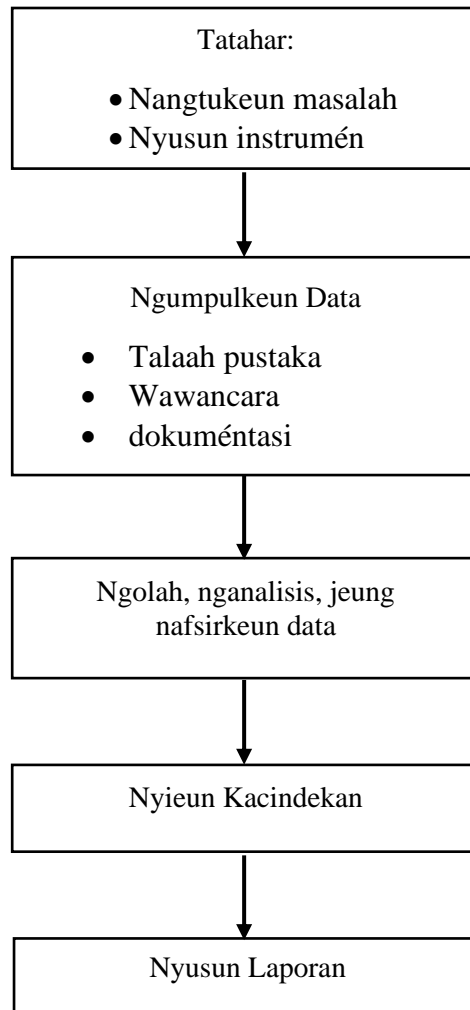 Tatahar:
• Nangtukeun masalah
• Nyusun instrumén
Ngumpulkeun Data
• Talaah pustaka
• Wawancara
• dokuméntasi
Ngolah, nganalisis, jeung
nafsirkeun data
Nyieun Kacindekan
Nyusun Laporan